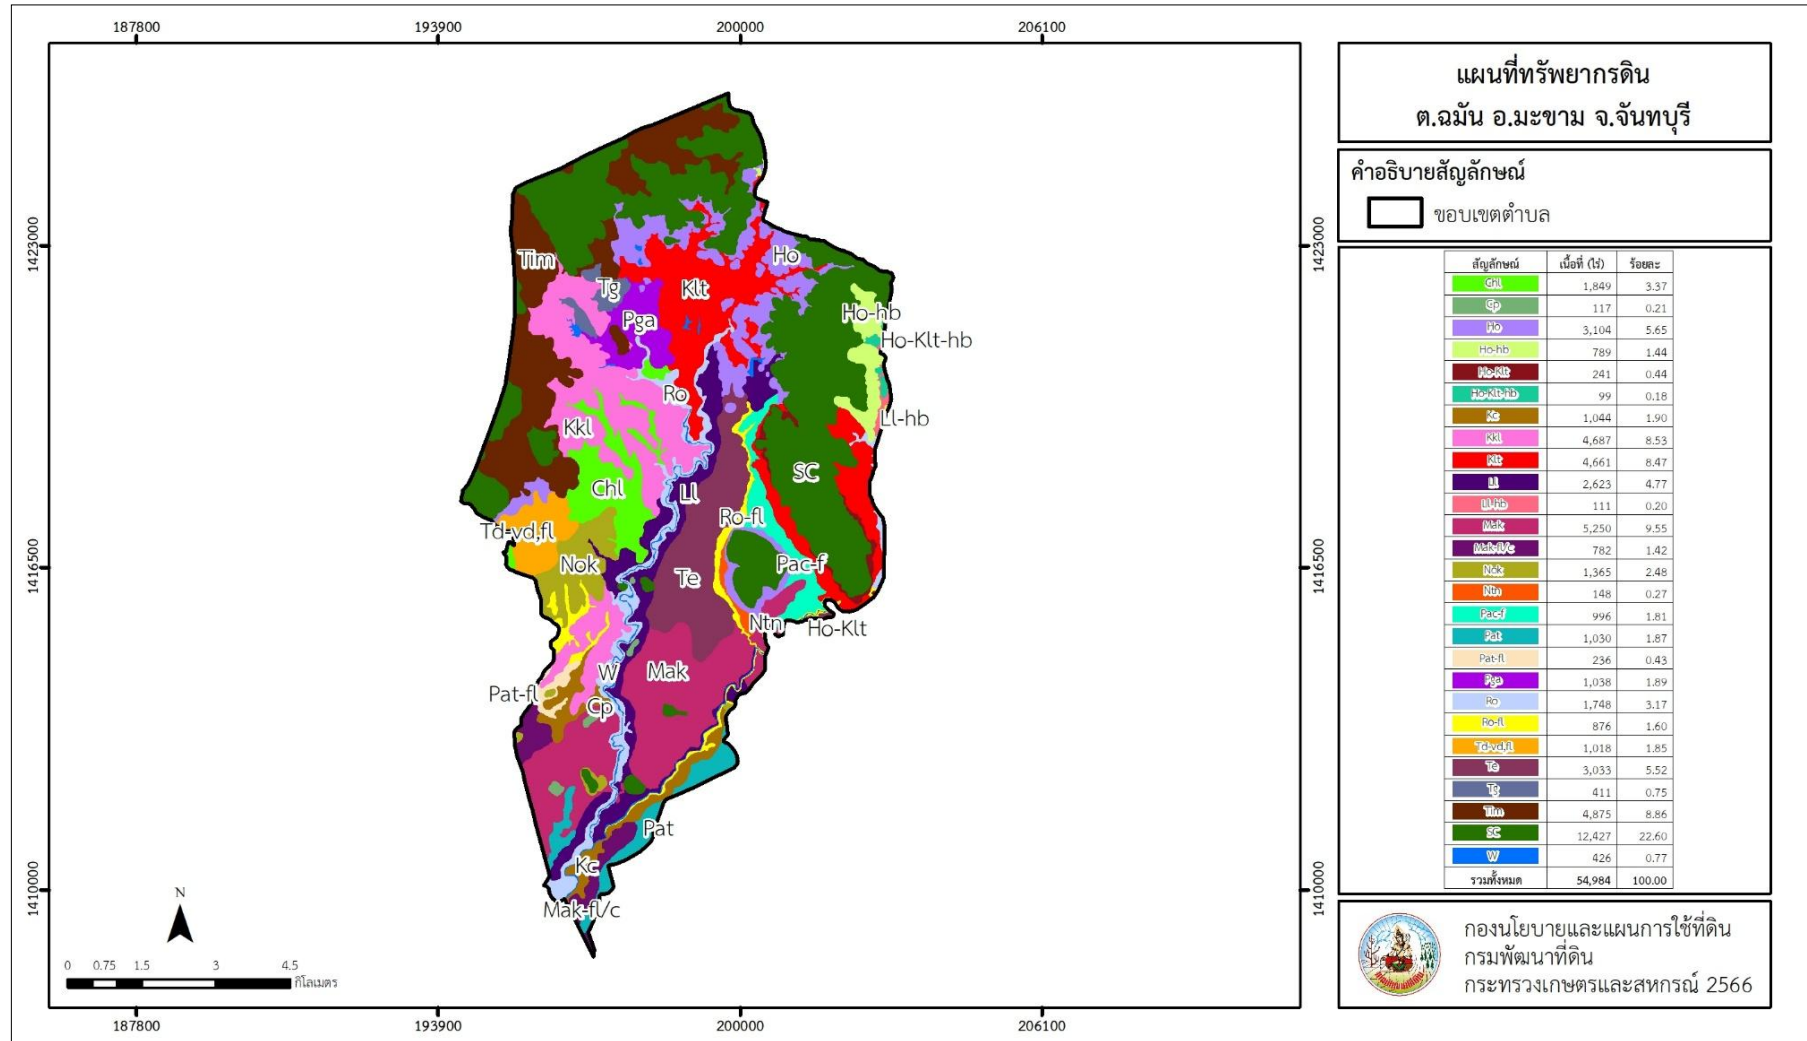 187800 193900 200000 206100
1423000 1423000
1416500 1416500
1410000 1410000
Tim
Tg
Ho
Klt
Pga
Ho-hb
Ho-Klt-hb
Ro
Ll-hb
Kkl
SC
Chl
Ll
Ro-fl
Td-vd,fl
Nok
Te
Pac-f
Ntn
Ho-Klt
W
Mak
Pat-fl
Cp
Pat
Kc
Mak-fl/c
N
0 0.75 1.5 3 4.5
กิโลเมตร
187800 193900 200000 206100
แผนที่ทรัพยากรดิน
ต.ฉมัน อ.มะขาม จ.จันทบุรี
คำอธิบายสัญลักษณ์
ขอบเขตตำบล
สัญลักษณ์ เนื้อที่ (ไร่) ร้อยละ
Chl 1,849 3.37
Cp 117 0.21
Ho 3,104 5.65
Ho-hb 789 1.44
Ho-Klt 241 0.44
Ho-Klt-hb 99 0.18
Kc 1,044 1.90
Kkl 4,687 8.53
Klt 4,661 8.47
Ll 2,623 4.77
Ll-hb 111 0.20
Mak 5,250 9.55
Mak-fl/c 782 1.42
Nok 1,365 2.48
Ntn 148 0.27
Pac-f 996 1.81
Pat 1,030 1.87
Pat-fl 236 0.43
Pga 1,038 1.89
Ro 1,748 3.17
Ro-fl 876 1.60
Td-vd,fl 1,018 1.85
Te 3,033 5.52
Tg 411 0.75
Tim 4,875 8.86
SC 12,427 22.60
W 426 0.77
รวมทั้งหมด 54,984 100.00
กองนโยบายและแผนการใช้ที่ดิน
กรมพัฒนาที่ดิน
กระทรวงเกษตรและสหกรณ์ 2566